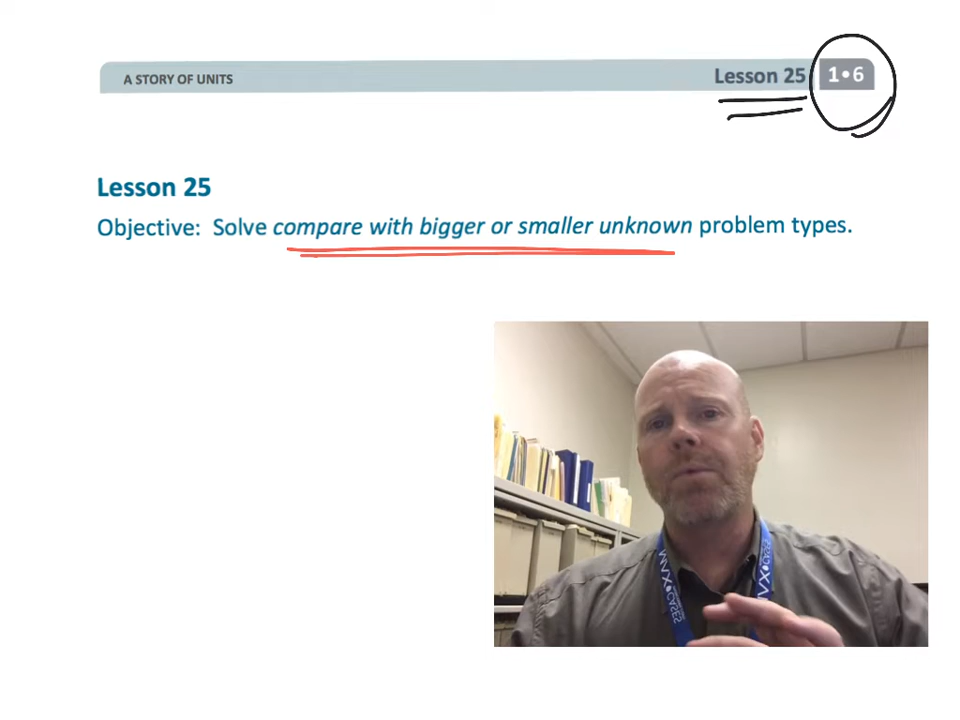 A STORY OF UNITS Lesson 25 1•6
Lesson 25
Objective: Solve compare with bigger or smaller unknown problem types.